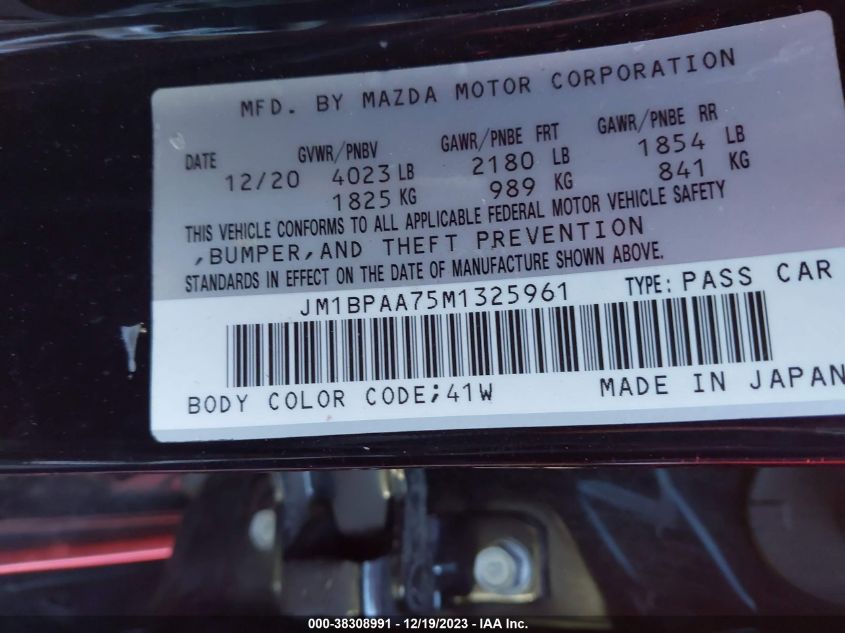 MFD. BY MAZDA MOTOR CORPORATION
DATE GVWR/PNBV GAWR/PNBE FRT GAWR/PNBE RR
12/20 4023 LB 2180 LB 1854 LB
1825 KG 989 KG 841 KG
THIS VEHICLE CONFORMS TO ALL APPLICABLE FEDERAL MOTOR VEHICLE SAFETY
,BUMPER,AND THEFT PREVENTION
STANDARDS IN EFFECT ON THE DATE OF MANUFACTURE SHOWN ABOVE.
JM1BPAA75M1325961 TYPE: PASS CAR
BODY COLOR CODE;41W MADE IN JAPAN
000-38308991 - 12/19/2023 - IAA Inc.